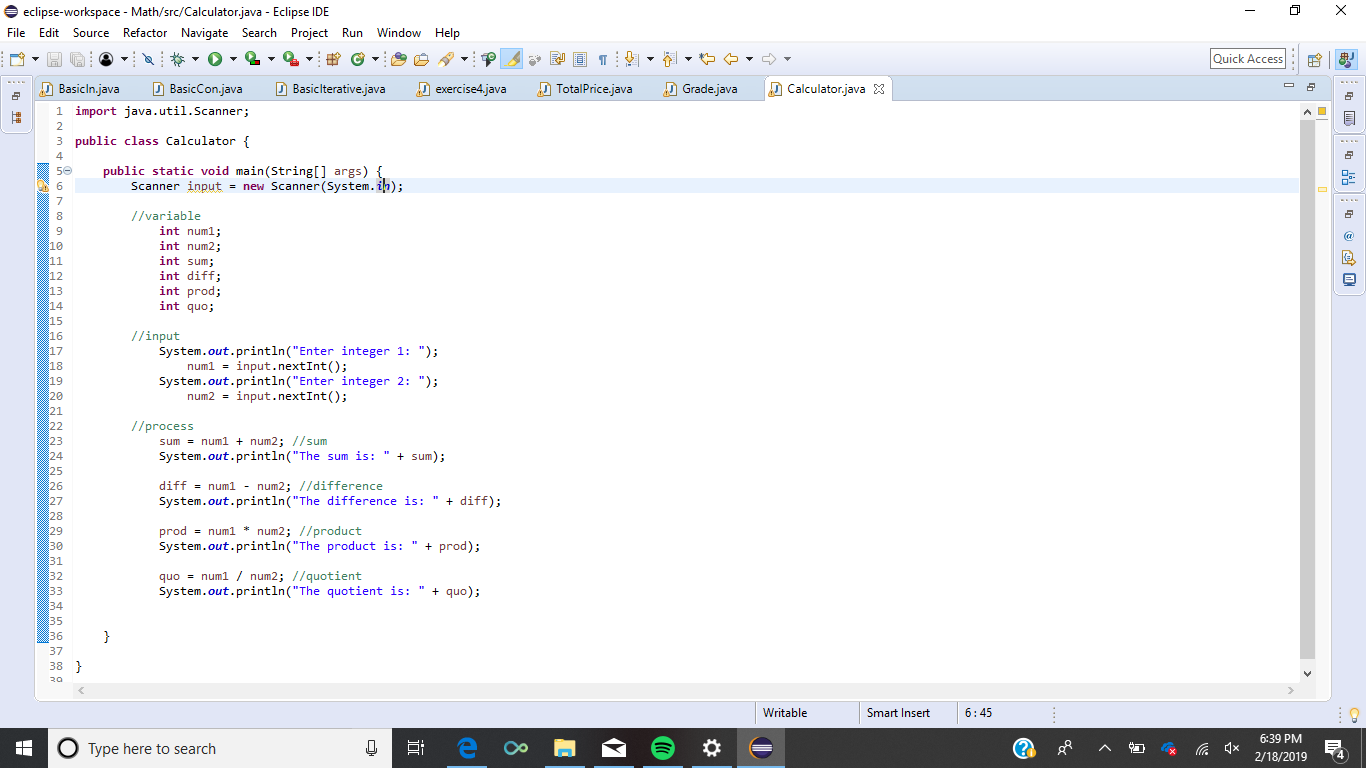 eclipse-workspace - Math/src/Calculator.java - Eclipse IDE
File Edit Source Refactor Navigate Search Project Run Window Help
Quick Access
BasicIn.java BasicCon.java BasicIterative.java exercise4.java TotalPrice.java Grade.java Calculator.java
1 import java.util.Scanner;
2
3 public class Calculator {
4
5 public static void main(String[] args) {
6 Scanner input = new Scanner(System.in);
7
8 //variable
9 int num1;
10 int num2;
11 int sum;
12 int diff;
13 int prod;
14 int quo;
15
16 //input
17 System.out.println("Enter integer 1: ");
18 num1 = input.nextInt();
19 System.out.println("Enter integer 2: ");
20 num2 = input.nextInt();
21
22 //process
23 sum = num1 + num2; //sum
24 System.out.println("The sum is: " + sum);
25
26 diff = num1 - num2; //difference
27 System.out.println("The difference is: " + diff);
28
29 prod = num1 * num2; //product
30 System.out.println("The product is: " + prod);
31
32 quo = num1 / num2; //quotient
33 System.out.println("The quotient is: " + quo);
34
35
36 }
37
38 }
39
Writable Smart Insert 6 : 45
Type here to search
6:39 PM
2/18/2019
4